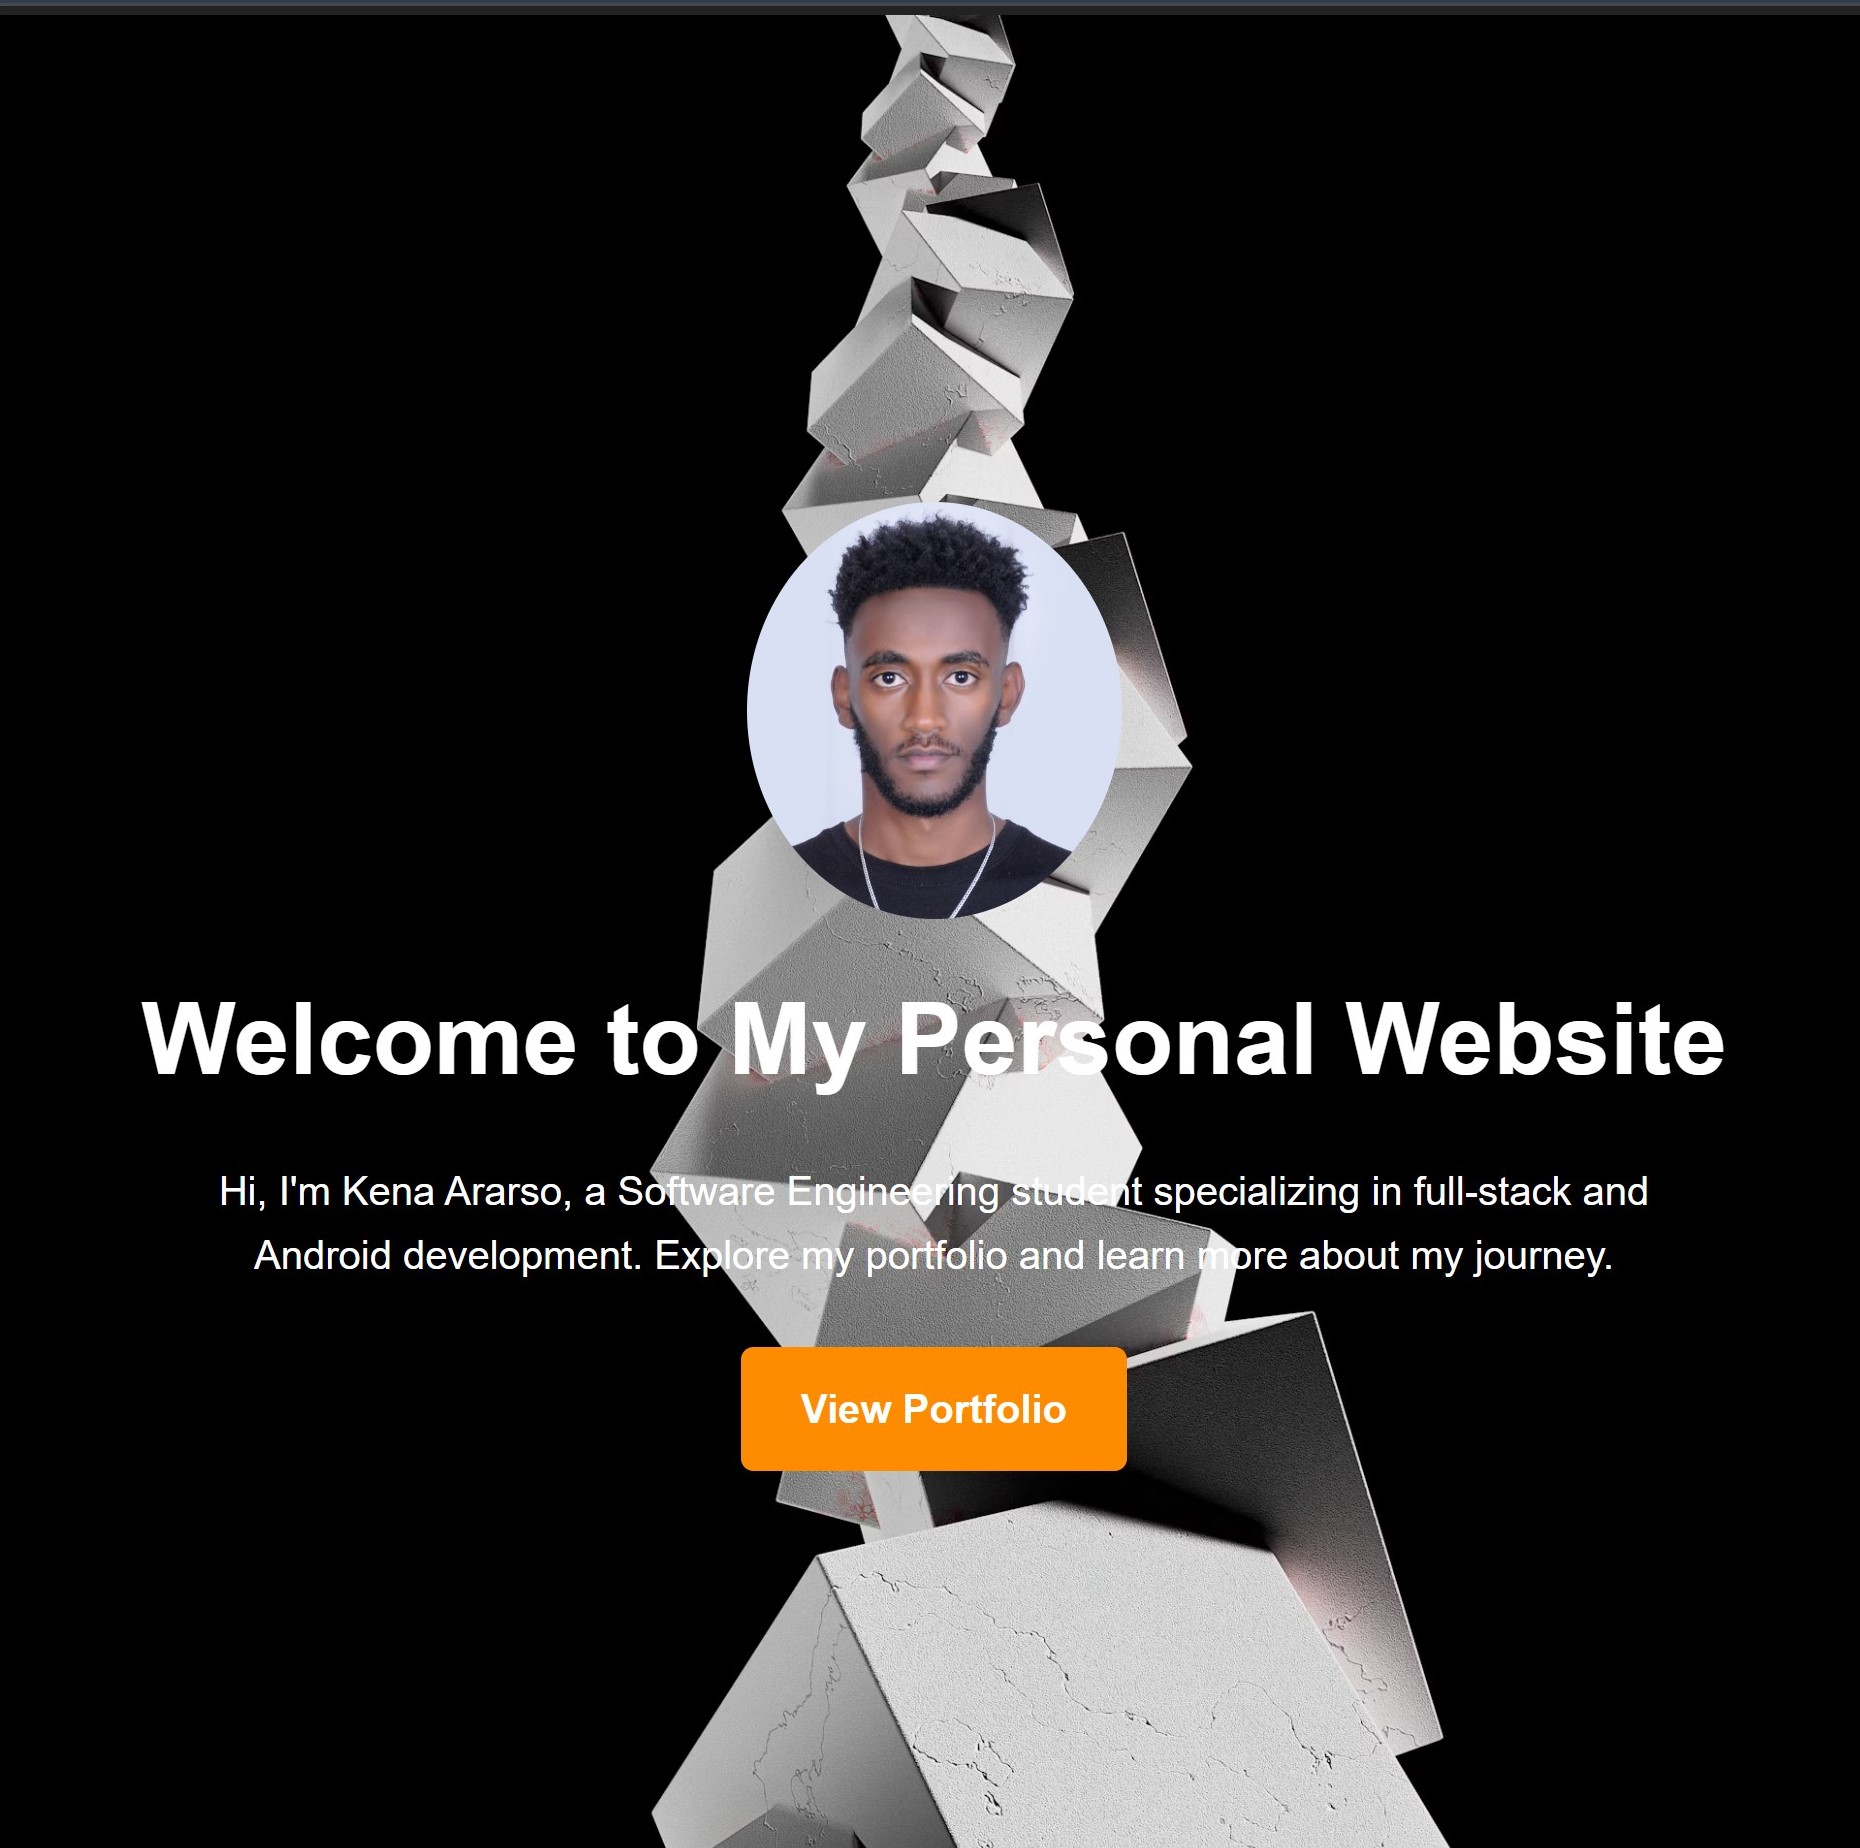 Welcome to My Personal Website
Hi, I'm Kena Ararso, a Software Engineering student specializing in full-stack and
Android development. Explore my portfolio and learn more about my journey.
View Portfolio